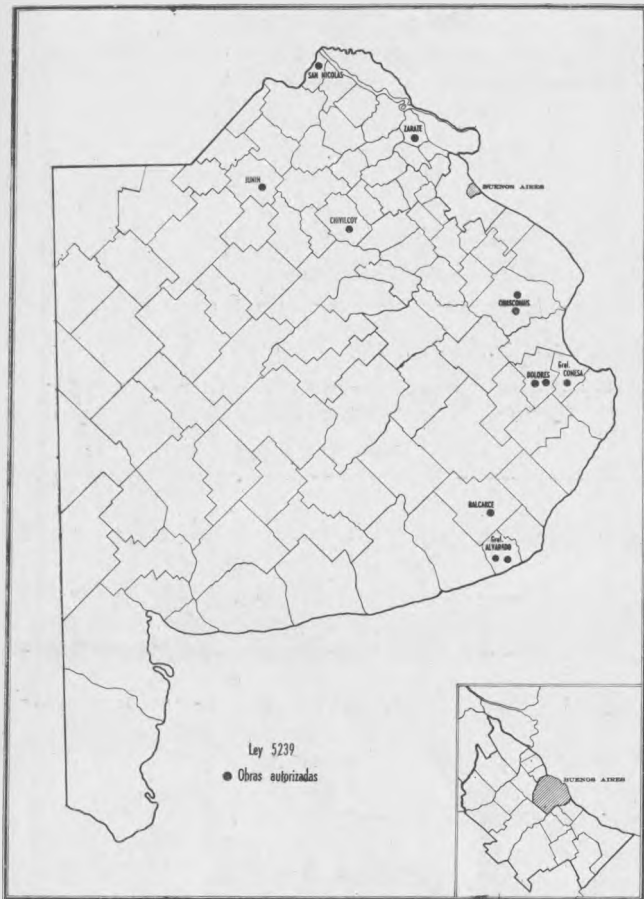 SAN NICOLAS
ZARATE
JUNIN
BUENOS AIRES
CHIVILCOY
CHASCOMUS
DOLORES
Gral.
CONESA
BALCARCE
Gral.
ALVARADO
Ley 5239
Obras autorizadas
BUENOS AIRES